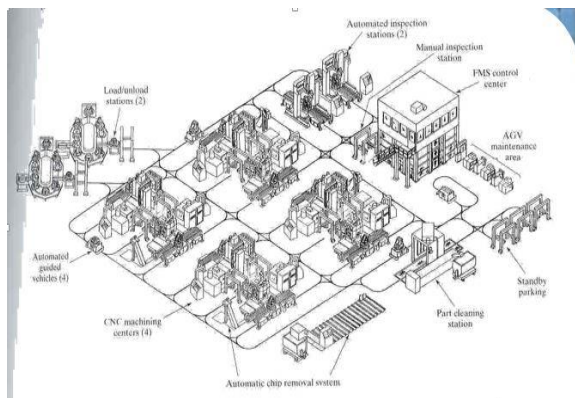 Automated inspection
stations (2)
Manual inspection
station
FMS control
center
Load/unload
stations (2)
AGV
maintenance
area
Automated
guided
vehicles (4)
Standby
parking
CNC machining
centers (4)
Part cleaning
station
Automatic chip removal system